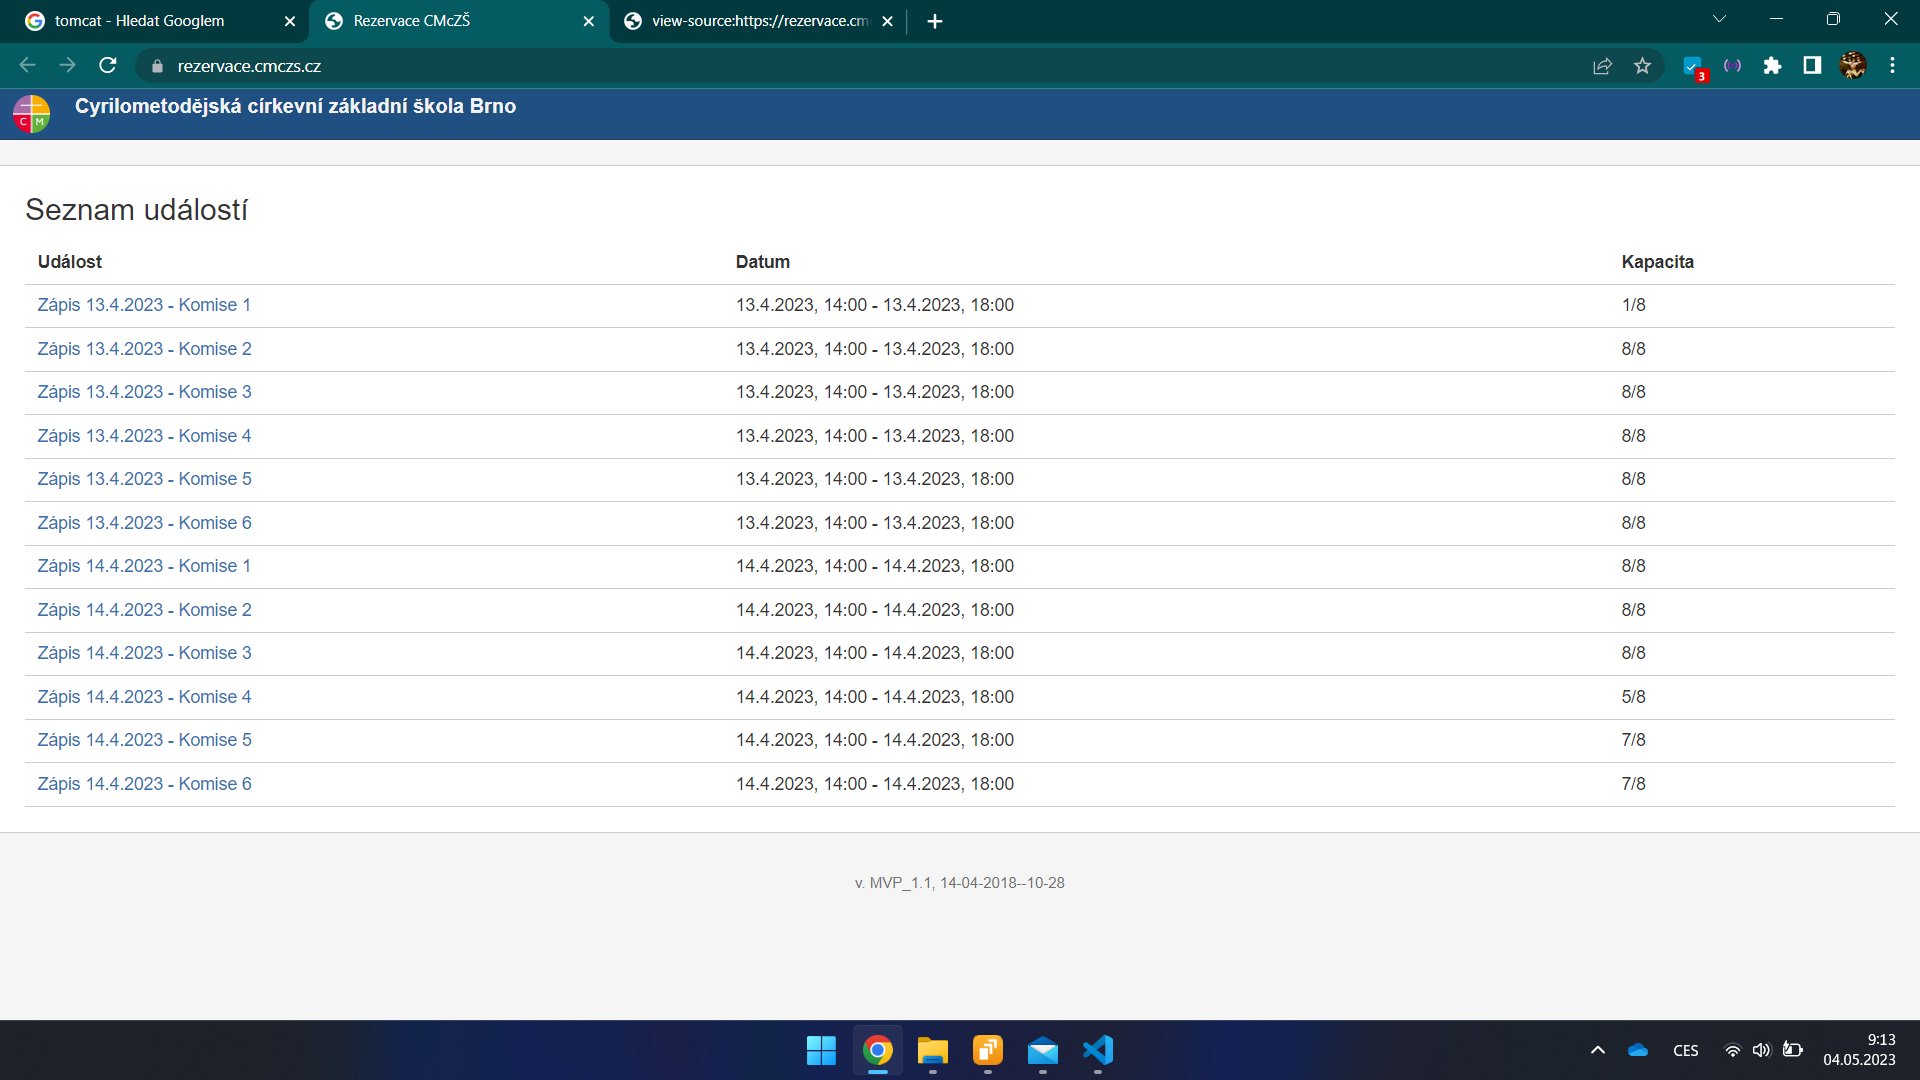 tomcat - Hledat Googlem
Rezervace CMcZŠ
view-source:https://rezervace.cm
rezervace.cmczs.cz
3
C M
Cyrilometodějská církevní základní škola Brno
Seznam událostí
Událost Datum Kapacita
Zápis 13.4.2023 - Komise 1 13.4.2023, 14:00 - 13.4.2023, 18:00 1/8
Zápis 13.4.2023 - Komise 2 13.4.2023, 14:00 - 13.4.2023, 18:00 8/8
Zápis 13.4.2023 - Komise 3 13.4.2023, 14:00 - 13.4.2023, 18:00 8/8
Zápis 13.4.2023 - Komise 4 13.4.2023, 14:00 - 13.4.2023, 18:00 8/8
Zápis 13.4.2023 - Komise 5 13.4.2023, 14:00 - 13.4.2023, 18:00 8/8
Zápis 13.4.2023 - Komise 6 13.4.2023, 14:00 - 13.4.2023, 18:00 8/8
Zápis 14.4.2023 - Komise 1 14.4.2023, 14:00 - 14.4.2023, 18:00 8/8
Zápis 14.4.2023 - Komise 2 14.4.2023, 14:00 - 14.4.2023, 18:00 8/8
Zápis 14.4.2023 - Komise 3 14.4.2023, 14:00 - 14.4.2023, 18:00 8/8
Zápis 14.4.2023 - Komise 4 14.4.2023, 14:00 - 14.4.2023, 18:00 5/8
Zápis 14.4.2023 - Komise 5 14.4.2023, 14:00 - 14.4.2023, 18:00 7/8
Zápis 14.4.2023 - Komise 6 14.4.2023, 14:00 - 14.4.2023, 18:00 7/8
v. MVP_1.1, 14-04-2018--10-28
CES
9:13
04.05.2023